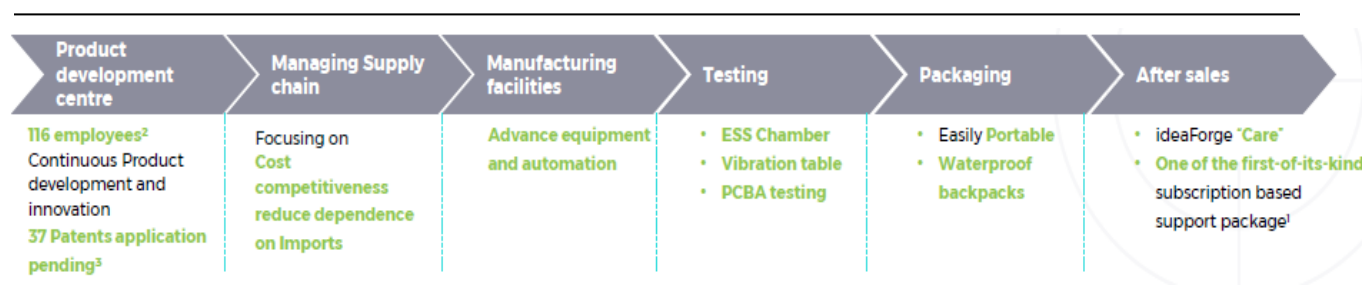 Product
development
centre
Managing Supply
chain
Manufacturing
facilities
Testing
Packaging
After sales
116 employees²
Continuous Product
development and
innovation
37 Patents application
pending³
Focusing on
Cost
competitiveness
reduce dependence
on Imports
Advance equipment
and automation
• ESS Chamber
• Vibration table
• PCBA testing
• Easily Portable
• Waterproof
backpacks
• ideaForge "Care"
• One of the first-of-its-kind
subscription based
support package¹